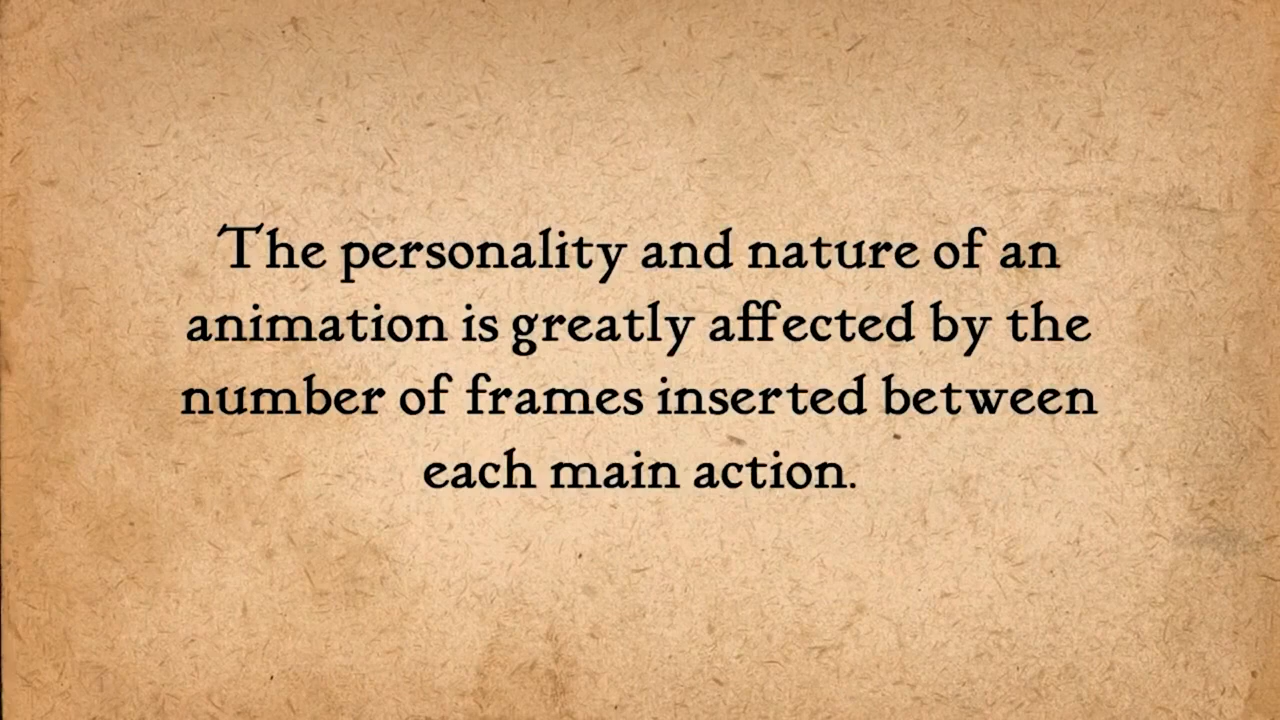 The personality and nature of an
animation is greatly affected by the
number of frames inserted between
each main action.